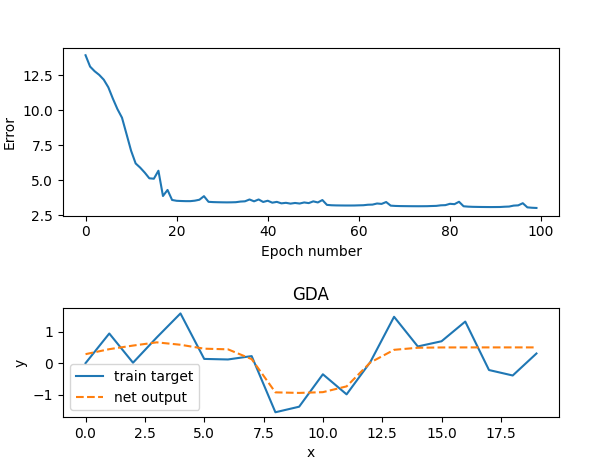 12.5
10.0
7.5
5.0
2.5
Error
0 20 40 60 80 100
Epoch number
GDA
1
0
−1
y
train target
net output
0.0 2.5 5.0 7.5 10.0 12.5 15.0 17.5
x